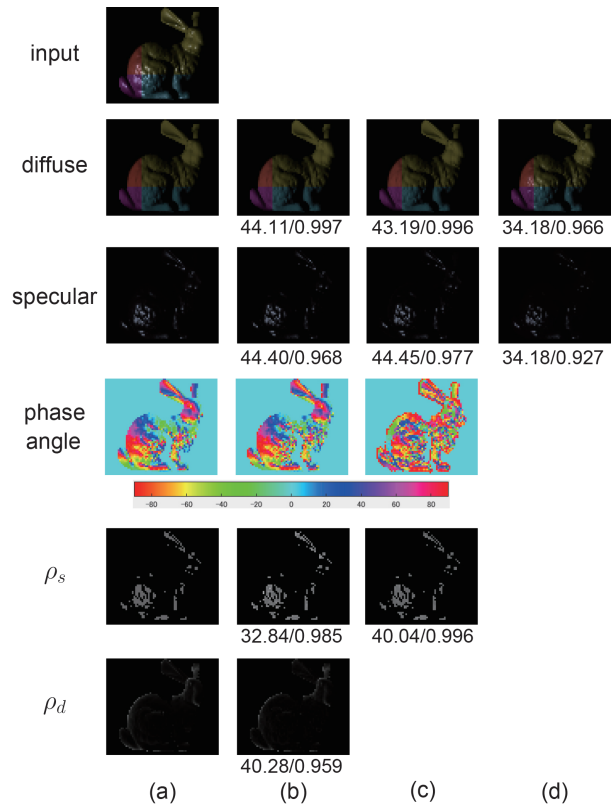 input
diffuse
44.11/0.997 43.19/0.996 34.18/0.966
specular
44.40/0.968 44.45/0.977 34.18/0.927
phase
angle
-80 -60 -40 -20 0 20 40 60 80
ρs
32.84/0.985 40.04/0.996
ρd
40.28/0.959
(a) (b) (c) (d)